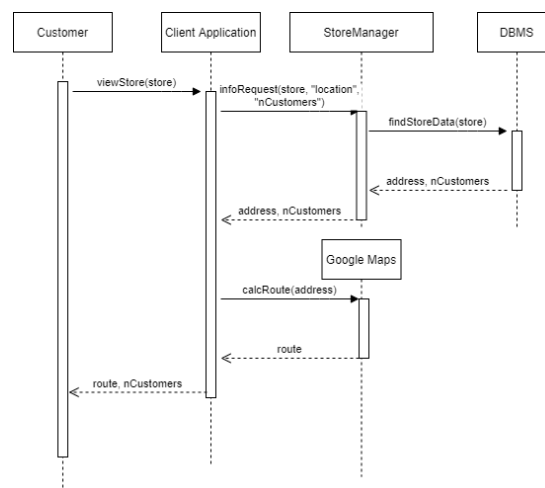 Customer
Client Application
StoreManager
DBMS
viewStore(store)
infoRequest(store, "location",
"nCustomers")
findStoreData(store)
address, nCustomers
address, nCustomers
Google Maps
calcRoute(address)
route
route, nCustomers